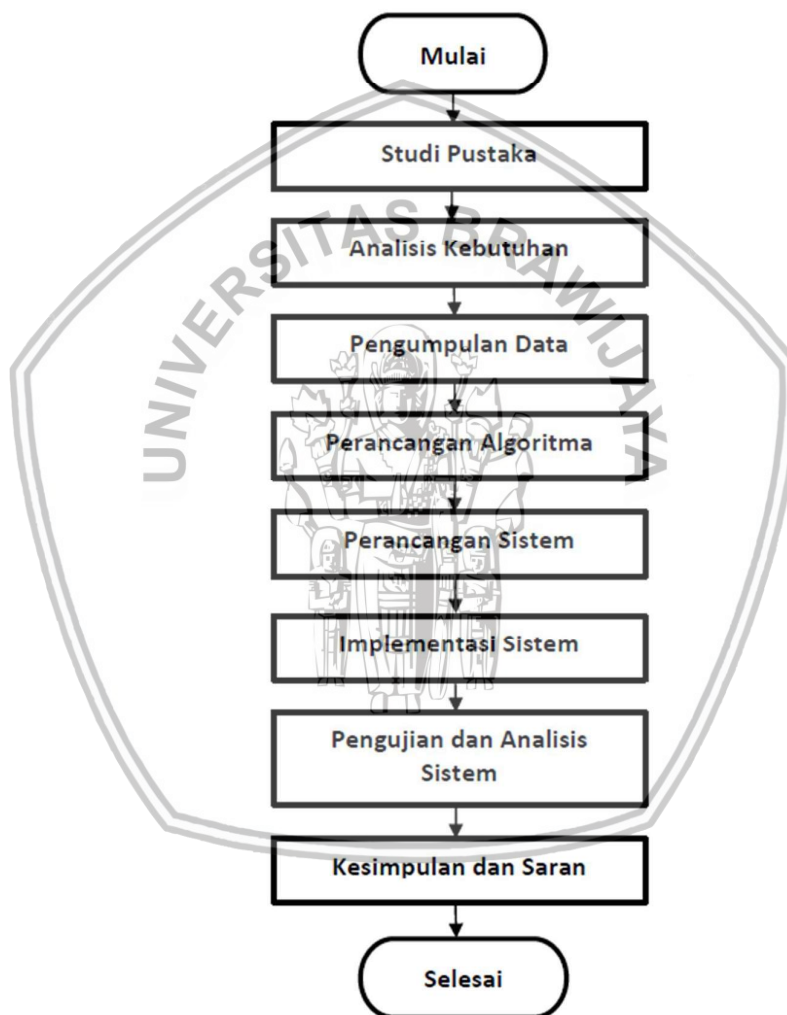 Mulai
Studi Pustaka
UNIVERSITAS BRAWIJAYA
Analisis Kebutuhan
Pengumpulan Data
Perancangan Algoritma
Perancangan Sistem
Implementasi Sistem
Pengujian dan Analisis
Sistem
Kesimpulan dan Saran
Selesai